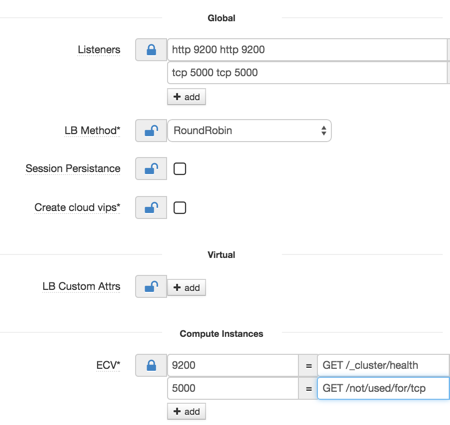 Global
Listeners
http 9200 http 9200
tcp 5000 tcp 5000
+ add
LB Method* RoundRobin
Session Persistance
Create cloud vips*
Virtual
LB Custom Attrs + add
Compute Instances
ECV* 9200 = GET /_cluster/health
5000 = GET /not/used/for/tcp
+ add